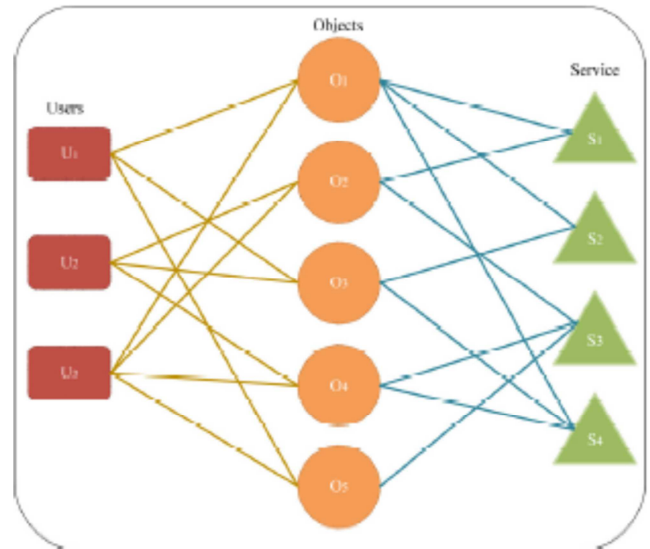 Objects
Service
Users
O1
U1
S1
O2
U2
S2
O3
S3
U3
O4
S4
O5